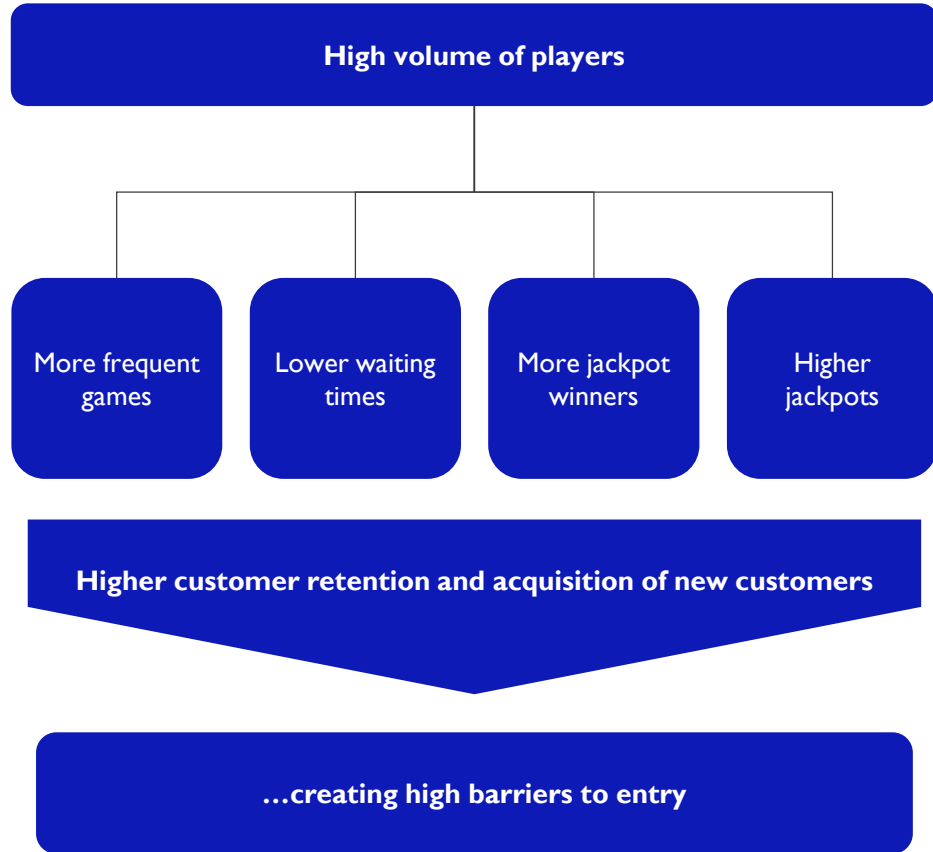 High volume of players
More frequent
games
Lower waiting
times
More jackpot
winners
Higher
jackpots
Higher customer retention and acquisition of new customers
…creating high barriers to entry